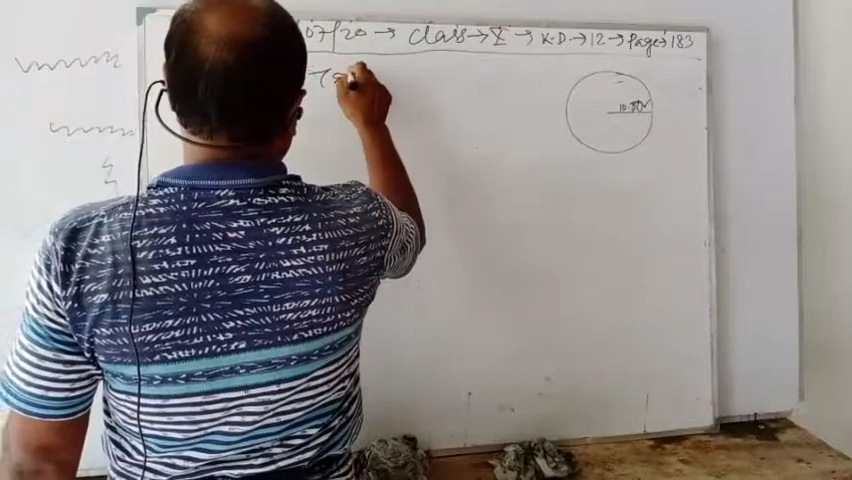 07/20 → Class → X → K.D. → 12 → Page → 183
10.80